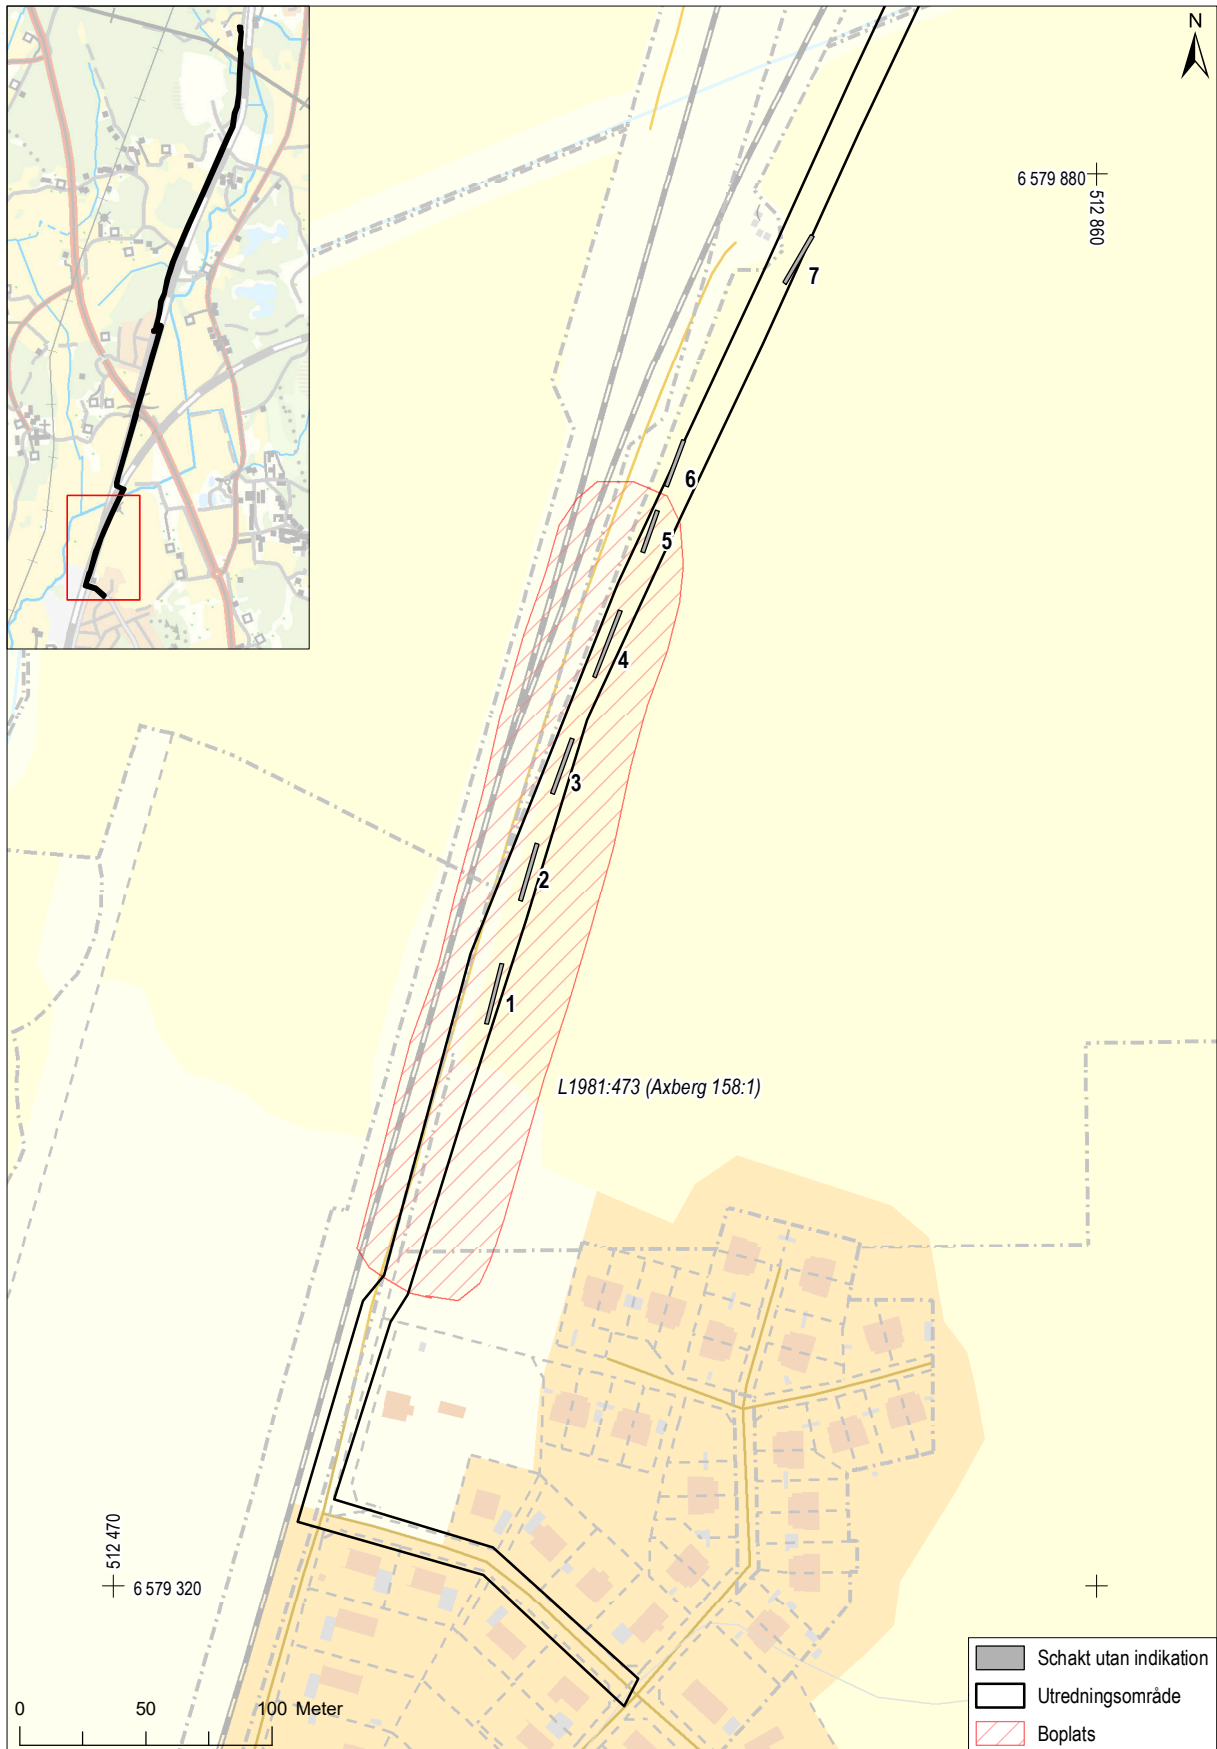 N
6 579 880
512 860
7
6
5
4
3
2
1
L1981:473 (Axberg 158:1)
512 470
6 579 320
0 50 100 Meter
Schakt utan indikation
Utredningsområde
Boplats